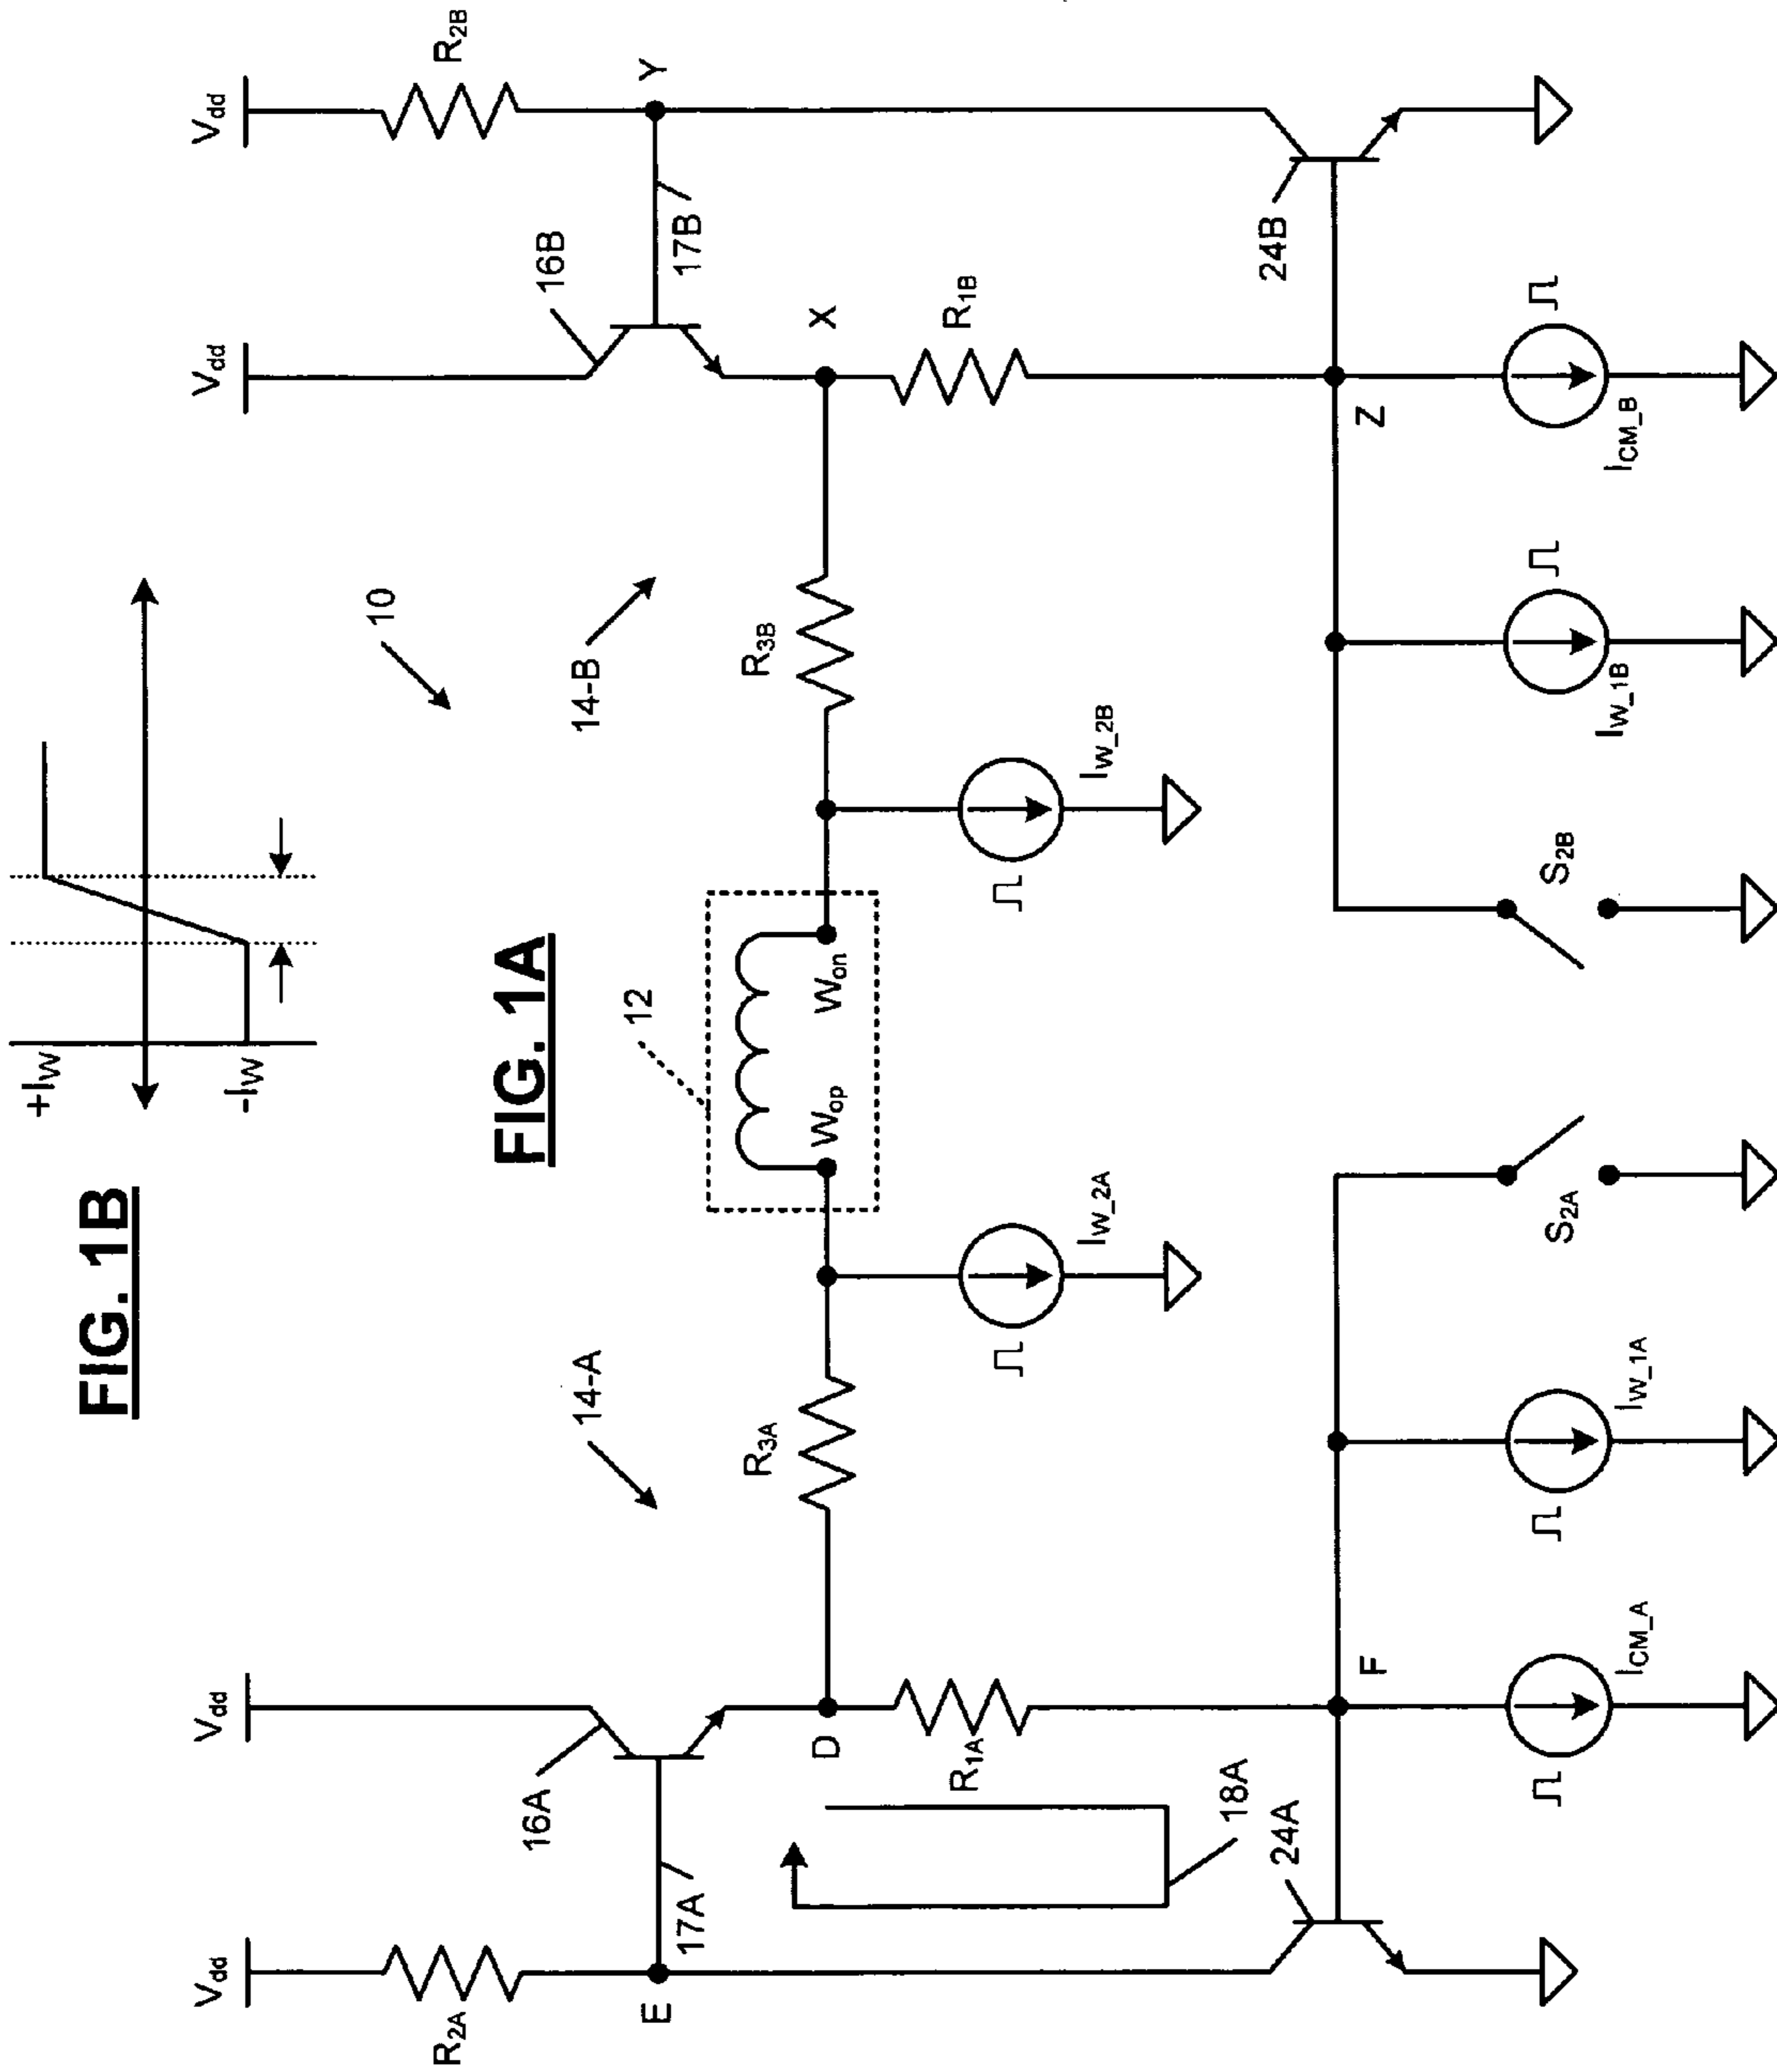 FIG. 1B
+IW
-IW
FIG. 1A
10
Vdd
Vdd
Vdd
Vdd
R2A
R2B
16A
16B
14-A
14-B
12
E
17A
17B
Y
D
R3A
Wop
Won
R3B
X
R1A
IW_2A
IW_2B
R1B
18A
24A
24B
F
Z
ICM_A
IW_1A
S2A
S2B
IW_1B
ICM_B